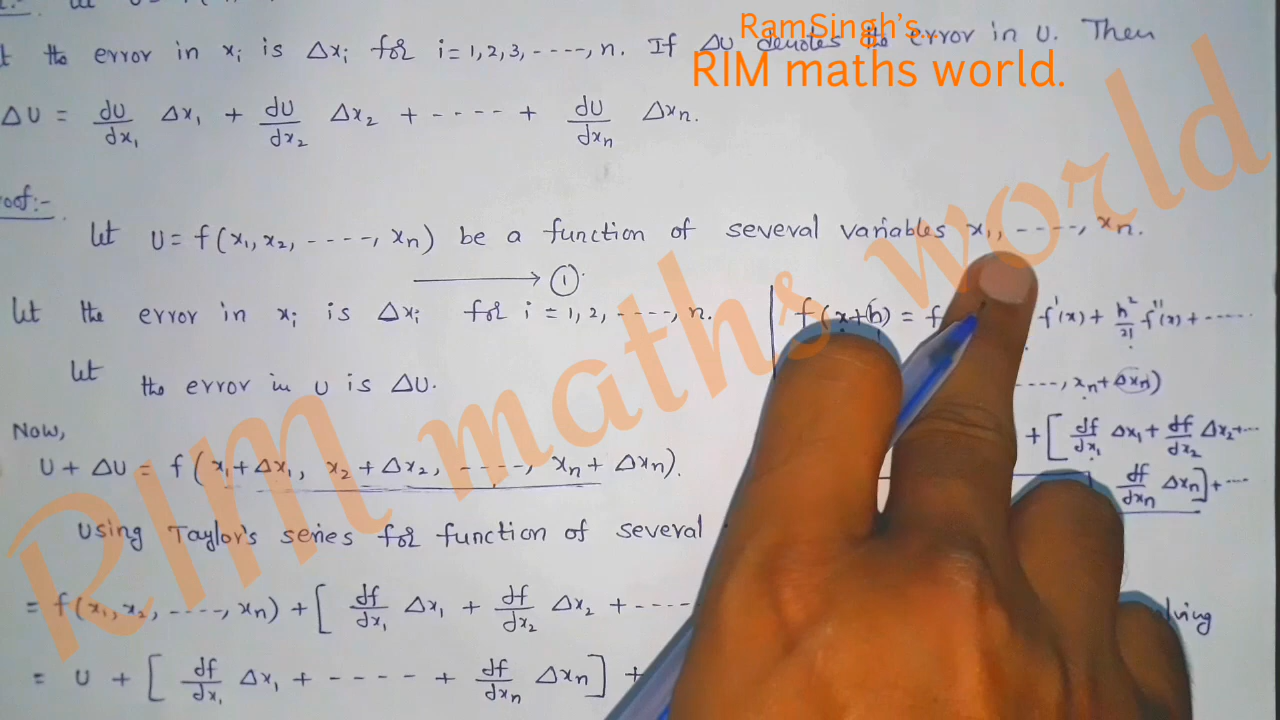 RamSingh's..
RIM maths world.
the error in xᵢ is Δxᵢ for i = 1, 2, 3, ----, n. If ΔU denotes the error in U. Then
ΔU = dU/dx₁ Δx₁ + dU/dx₂ Δx₂ + ---- + dU/dxₙ Δxₙ.
Let U = f(x₁, x₂, ----, xₙ) be a function of several variables x₁, ----, xₙ.
⟶ ①
Let the error in xᵢ is Δxᵢ for i = 1, 2, ----, n.
Let the error in U is ΔU.
Now,
U + ΔU = f(x₁ + Δx₁, x₂ + Δx₂, ----, xₙ + Δxₙ).
Using Taylor's series for function of several
= f(x₁, x₂, ----, xₙ) + [df/dx₁ Δx₁ + df/dx₂ Δx₂ + ----
= U + [df/dx₁ Δx₁ + ---- + df/dxₙ Δxₙ] +
f(x+h) = f f'(x) + h²/2! f''(x) + ----
----, xₙ + Δxₙ)
+ [df/dx₁ Δx₁ + df/dx₂ Δx₂ + --
df/dxₙ Δxₙ] + ---
RIM maths world